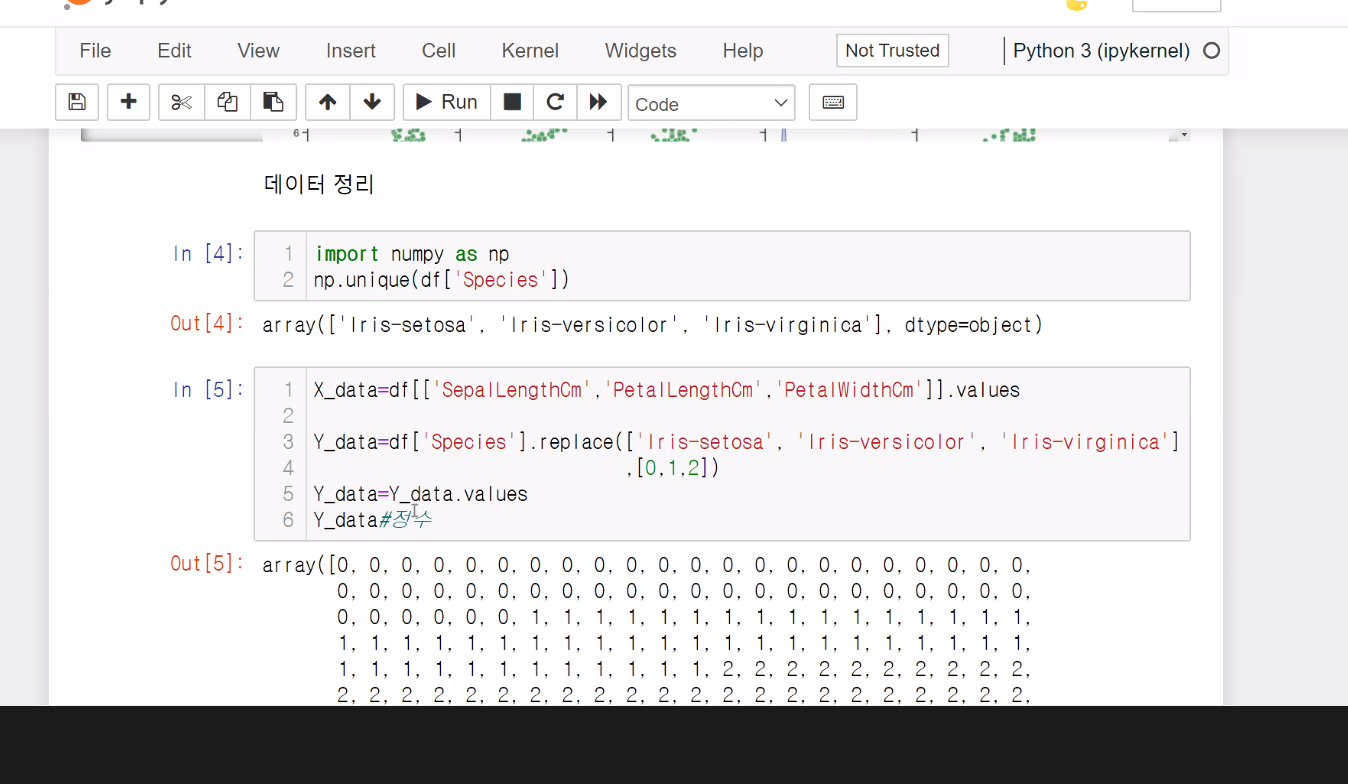 File Edit View Insert Cell Kernel Widgets Help Not Trusted Python 3 (ipykernel)
Run Code
6
데이터 정리
In [4]: 1 import numpy as np
2 np.unique(df['Species'])
Out[4]: array(['Iris-setosa', 'Iris-versicolor', 'Iris-virginica'], dtype=object)
In [5]: 1 X_data=df[['SepalLengthCm','PetalLengthCm','PetalWidthCm']].values
2
3 Y_data=df['Species'].replace(['Iris-setosa', 'Iris-versicolor', 'Iris-virginica']
4 ,[0,1,2])
5 Y_data=Y_data.values
6 Y_data#정수
Out[5]: array([0, 0, 0, 0, 0, 0, 0, 0, 0, 0, 0, 0, 0, 0, 0, 0, 0, 0, 0, 0, 0, 0,
0, 0, 0, 0, 0, 0, 0, 0, 0, 0, 0, 0, 0, 0, 0, 0, 0, 0, 0, 0, 0, 0,
0, 0, 0, 0, 0, 0, 1, 1, 1, 1, 1, 1, 1, 1, 1, 1, 1, 1, 1, 1, 1, 1,
1, 1, 1, 1, 1, 1, 1, 1, 1, 1, 1, 1, 1, 1, 1, 1, 1, 1, 1, 1, 1, 1,
1, 1, 1, 1, 1, 1, 1, 1, 1, 1, 1, 1, 2, 2, 2, 2, 2, 2, 2, 2, 2, 2,
2, 2, 2, 2, 2, 2, 2, 2, 2, 2, 2, 2, 2, 2, 2, 2, 2, 2, 2, 2, 2, 2,